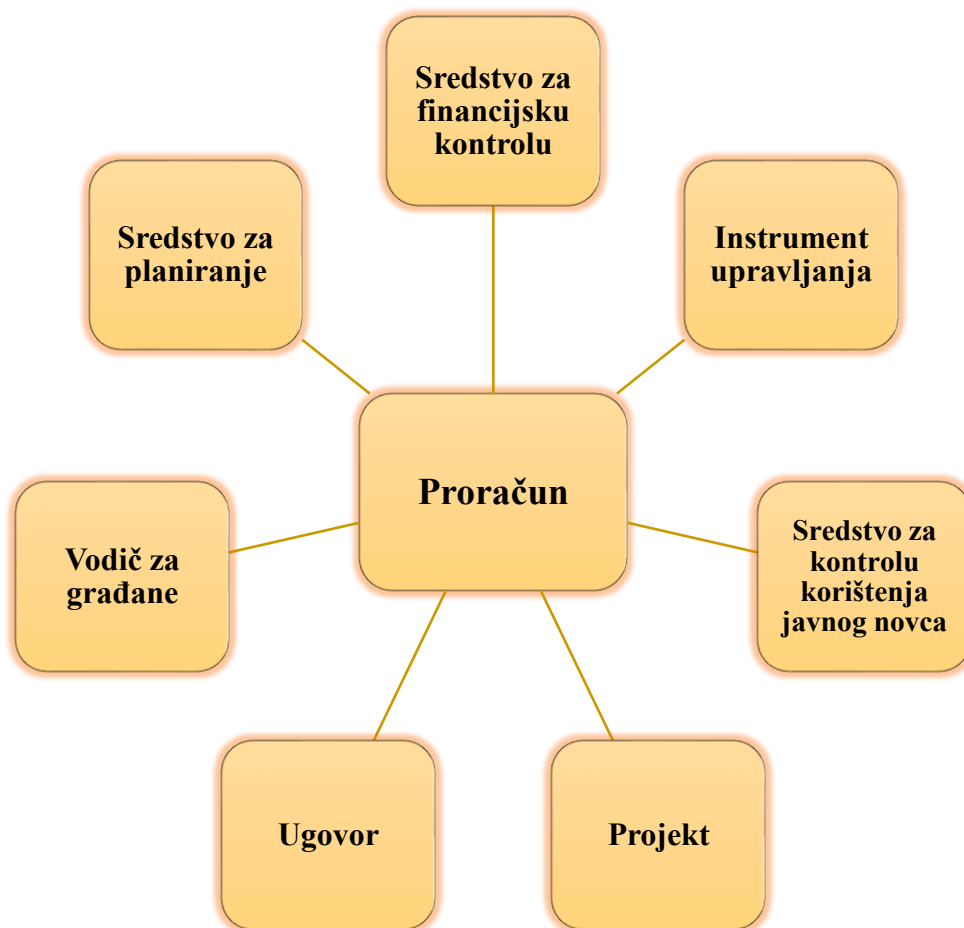 Sredstvo za
financijsku
kontrolu
Sredstvo za
planiranje
Instrument
upravljanja
Proračun
Vodič za
građane
Sredstvo za
kontrolu
korištenja
javnog novca
Ugovor
Projekt